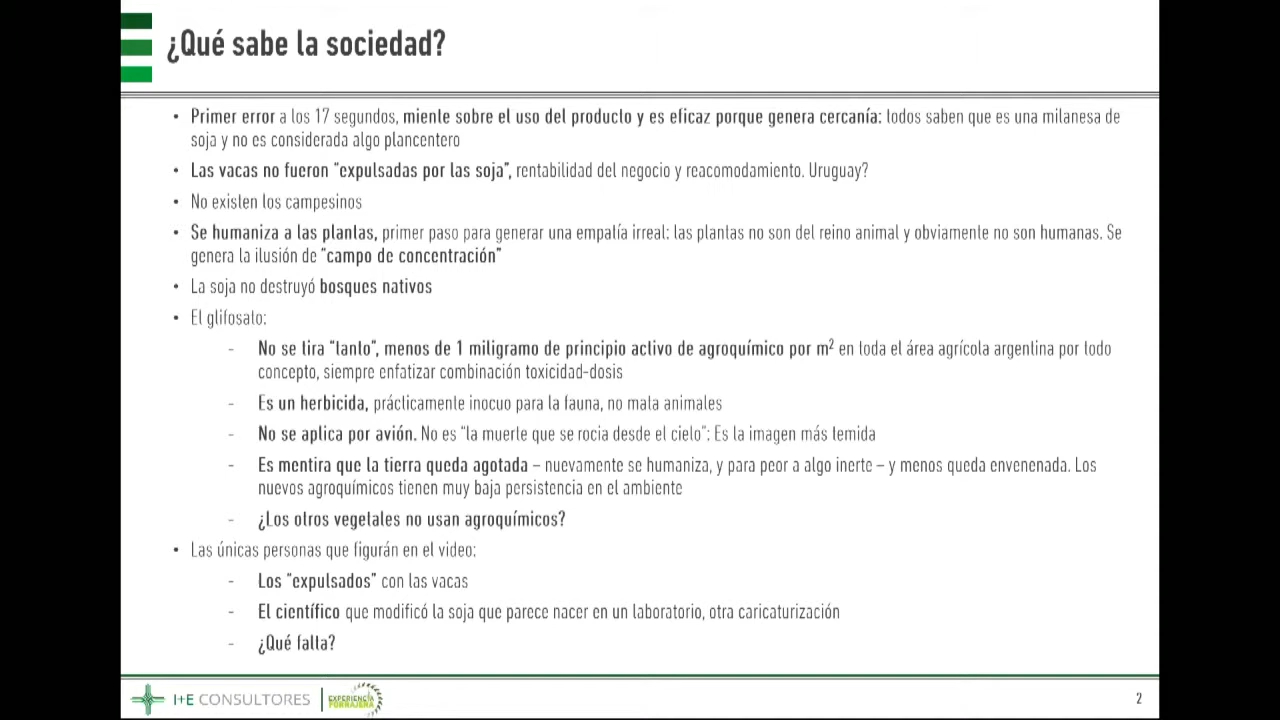 ¿Qué sabe la sociedad?
• Primer error a los 17 segundos, miente sobre el uso del producto y es eficaz porque genera cercanía: todos saben que es una milanesa de
soja y no es considerada algo plancentero
• Las vacas no fueron “expulsadas por las soja”, rentabilidad del negocio y reacomodamiento. Uruguay?
• No existen los campesinos
• Se humaniza a las plantas, primer paso para generar una empatía irreal: las plantas no son del reino animal y obviamente no son humanas. Se
genera la ilusión de “campo de concentración”
• La soja no destruyó bosques nativos
• El glifosato:
- No se tira “tanto”, menos de 1 miligramo de principio activo de agroquímico por m² en toda el área agrícola argentina por todo
concepto, siempre enfatizar combinación toxicidad-dosis
- Es un herbicida, prácticamente inocuo para la fauna, no mata animales
- No se aplica por avión. No es “la muerte que se rocia desde el cielo”: Es la imagen más temida
- Es mentira que la tierra queda agotada – nuevamente se humaniza, y para peor a algo inerte – y menos queda envenenada. Los
nuevos agroquímicos tienen muy baja persistencia en el ambiente
- ¿Los otros vegetales no usan agroquímicos?
• Las únicas personas que figurán en el video:
- Los “expulsados” con las vacas
- El científico que modificó la soja que parece nacer en un laboratorio, otra caricaturización
- ¿Qué falta?
I+E CONSULTORES
EXPERIENCIA
FORRAJERA
2